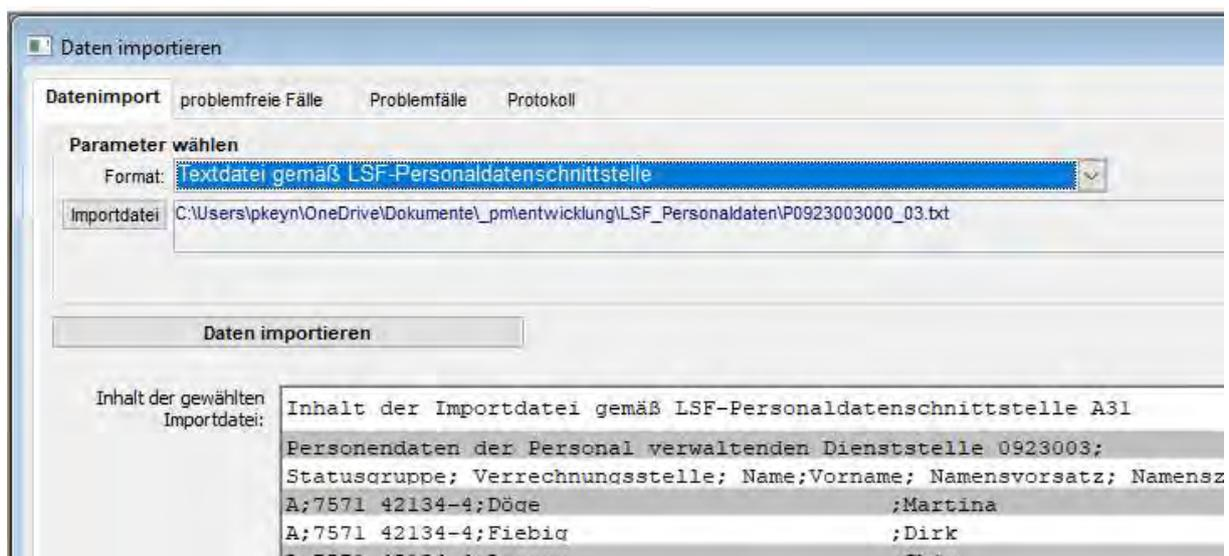 Daten importieren
Datenimport problemfreie Fälle Problemfälle Protokoll
Parameter wählen
Format: Textdatei gemäß LSF-Personaldatenschnittstelle
Importdatei C:\Users\pkeyn\OneDrive\Dokumente\_pm\entwicklung\LSF_Personaldaten\P0923003000_03.txt
Daten importieren
Inhalt der gewählten
Importdatei:
Inhalt der Importdatei gemäß LSF-Personaldatenschnittstelle A31
Personendaten der Personal verwaltenden Dienststelle 0923003;
Statusgruppe; Verrechnungsstelle; Name;Vorname; Namensvorsatz; Namensz
A;7571 42134-4;Döge ;Martina
A;7571 42134-4;Fiebig ;Dirk